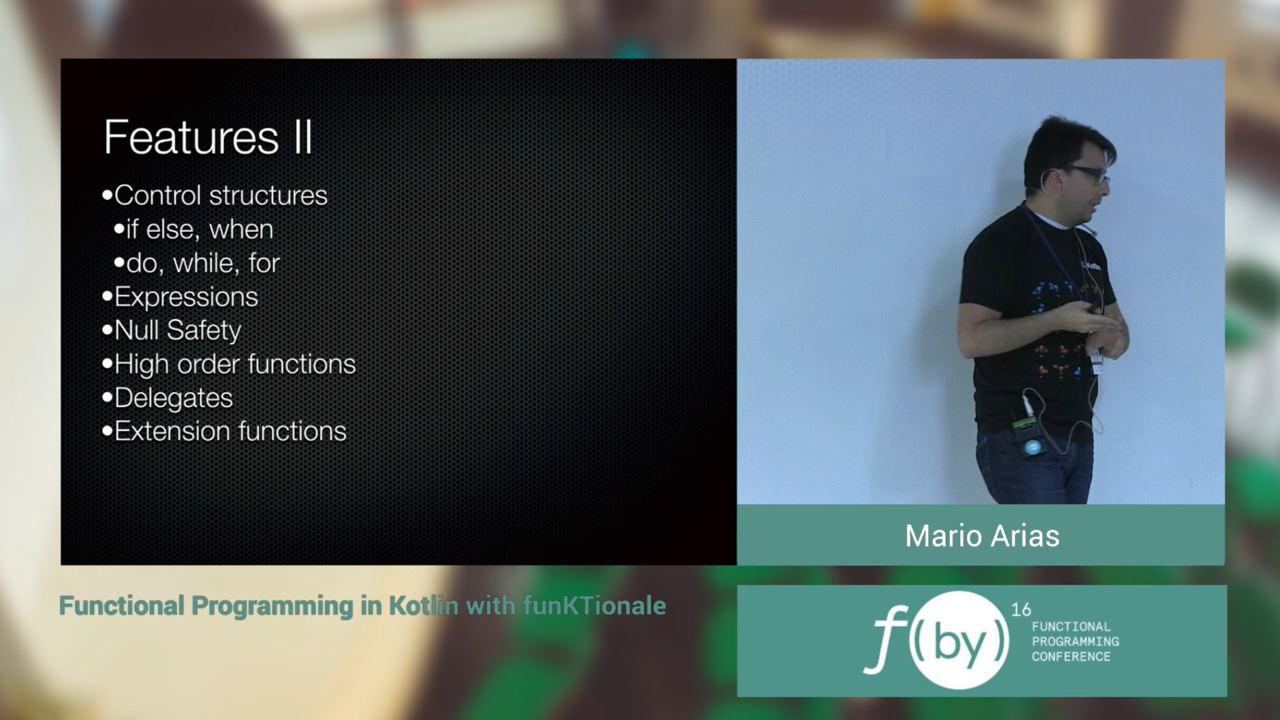 Features II
•Control structures
•if else, when
•do, while, for
•Expressions
•Null Safety
•High order functions
•Delegates
•Extension functions
Kotlin
Mario Arias
Functional Programming in Kotlin with funKTionale
f(by) 16
FUNCTIONAL
PROGRAMMING
CONFERENCE